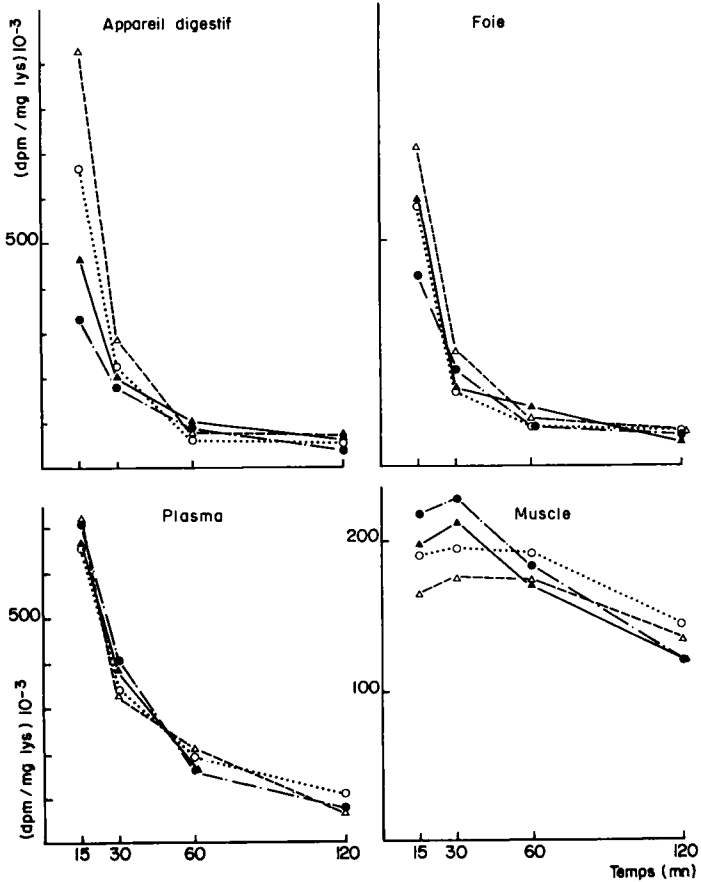 Appareil digestif
Foie
(dpm / mg lys) 10-3
500
Plasma
Muscle
(dpm / mg lys) 10-3
500
200
100
15 30 60 120
15 30 60 120
Temps (mn)